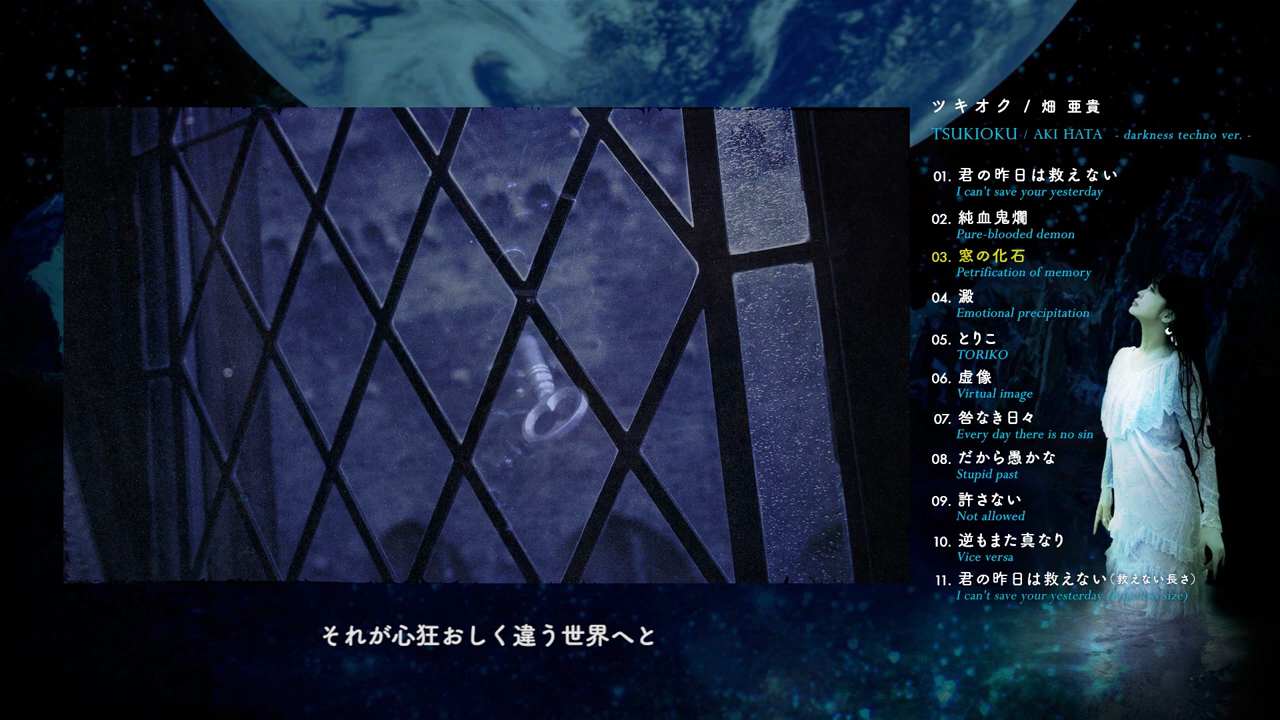 ツキオク / 畑 亜貴
TSUKIOKU / AKI HATA - darkness techno ver. -
01. 君の昨日は救えない
I can't save your yesterday
02. 純血鬼爛
Pure-blooded demon
03. 窓の化石
Petrification of memory
04. 澱
Emotional precipitation
05. とりこ
TORIKO
06. 虚像
Virtual image
07. 咎なき日々
Every day there is no sin
08. だから愚かな
Stupid past
09. 許さない
Not allowed
10. 逆もまた真なり
Vice versa
11. 君の昨日は救えない(救えない長さ)
I can't save your yesterday size)
それが心狂おしく違う世界へと